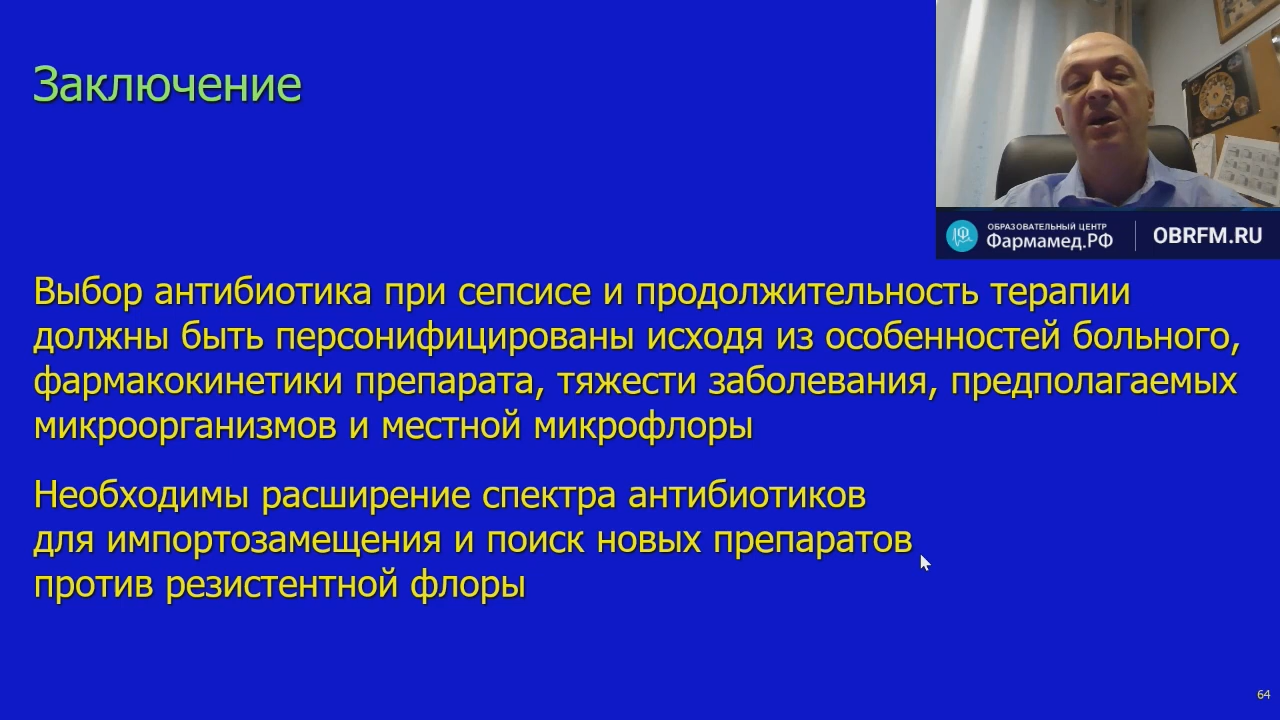 Заключение
ОБРАЗОВАТЕЛЬНЫЙ ЦЕНТР
Фармамед.РФ
OBRFM.RU
Выбор антибиотика при сепсисе и продолжительность терапии
должны быть персонифицированы исходя из особенностей больного,
фармакокинетики препарата, тяжести заболевания, предполагаемых
микроорганизмов и местной микрофлоры
Необходимы расширение спектра антибиотиков
для импортозамещения и поиск новых препаратов
против резистентной флоры
64